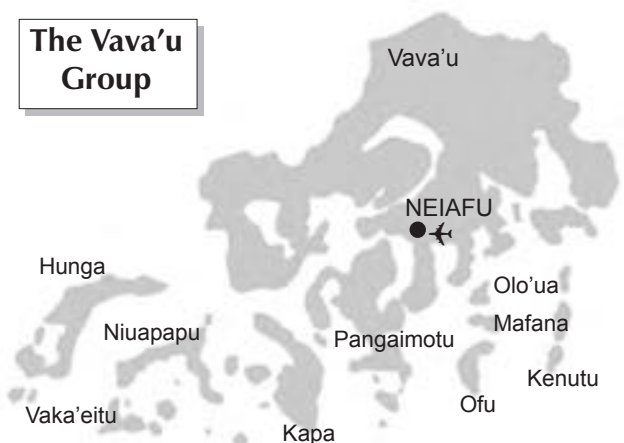 The Vava’u
Group
Vava’u
NEIAFU
Hunga
Olo’ua
Niuapapu
Pangaimotu
Mafana
Kenutu
Vaka’eitu
Ofu
Kapa